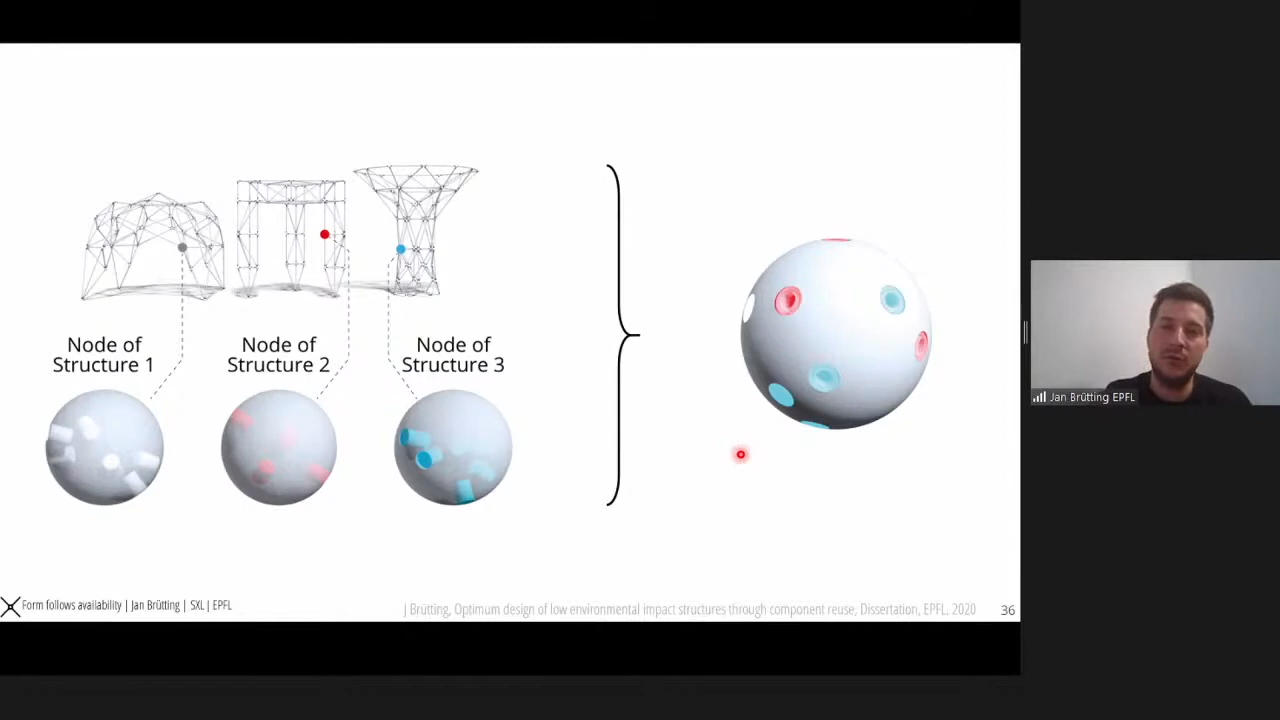 Node of
Structure 1
Node of
Structure 2
Node of
Structure 3
Form follows availability | Jan Brütting | SXL | EPFL
J Brütting, Optimum design of low environmental impact structures through component reuse, Dissertation, EPFL, 2020
36
Jan Brütting EPFL